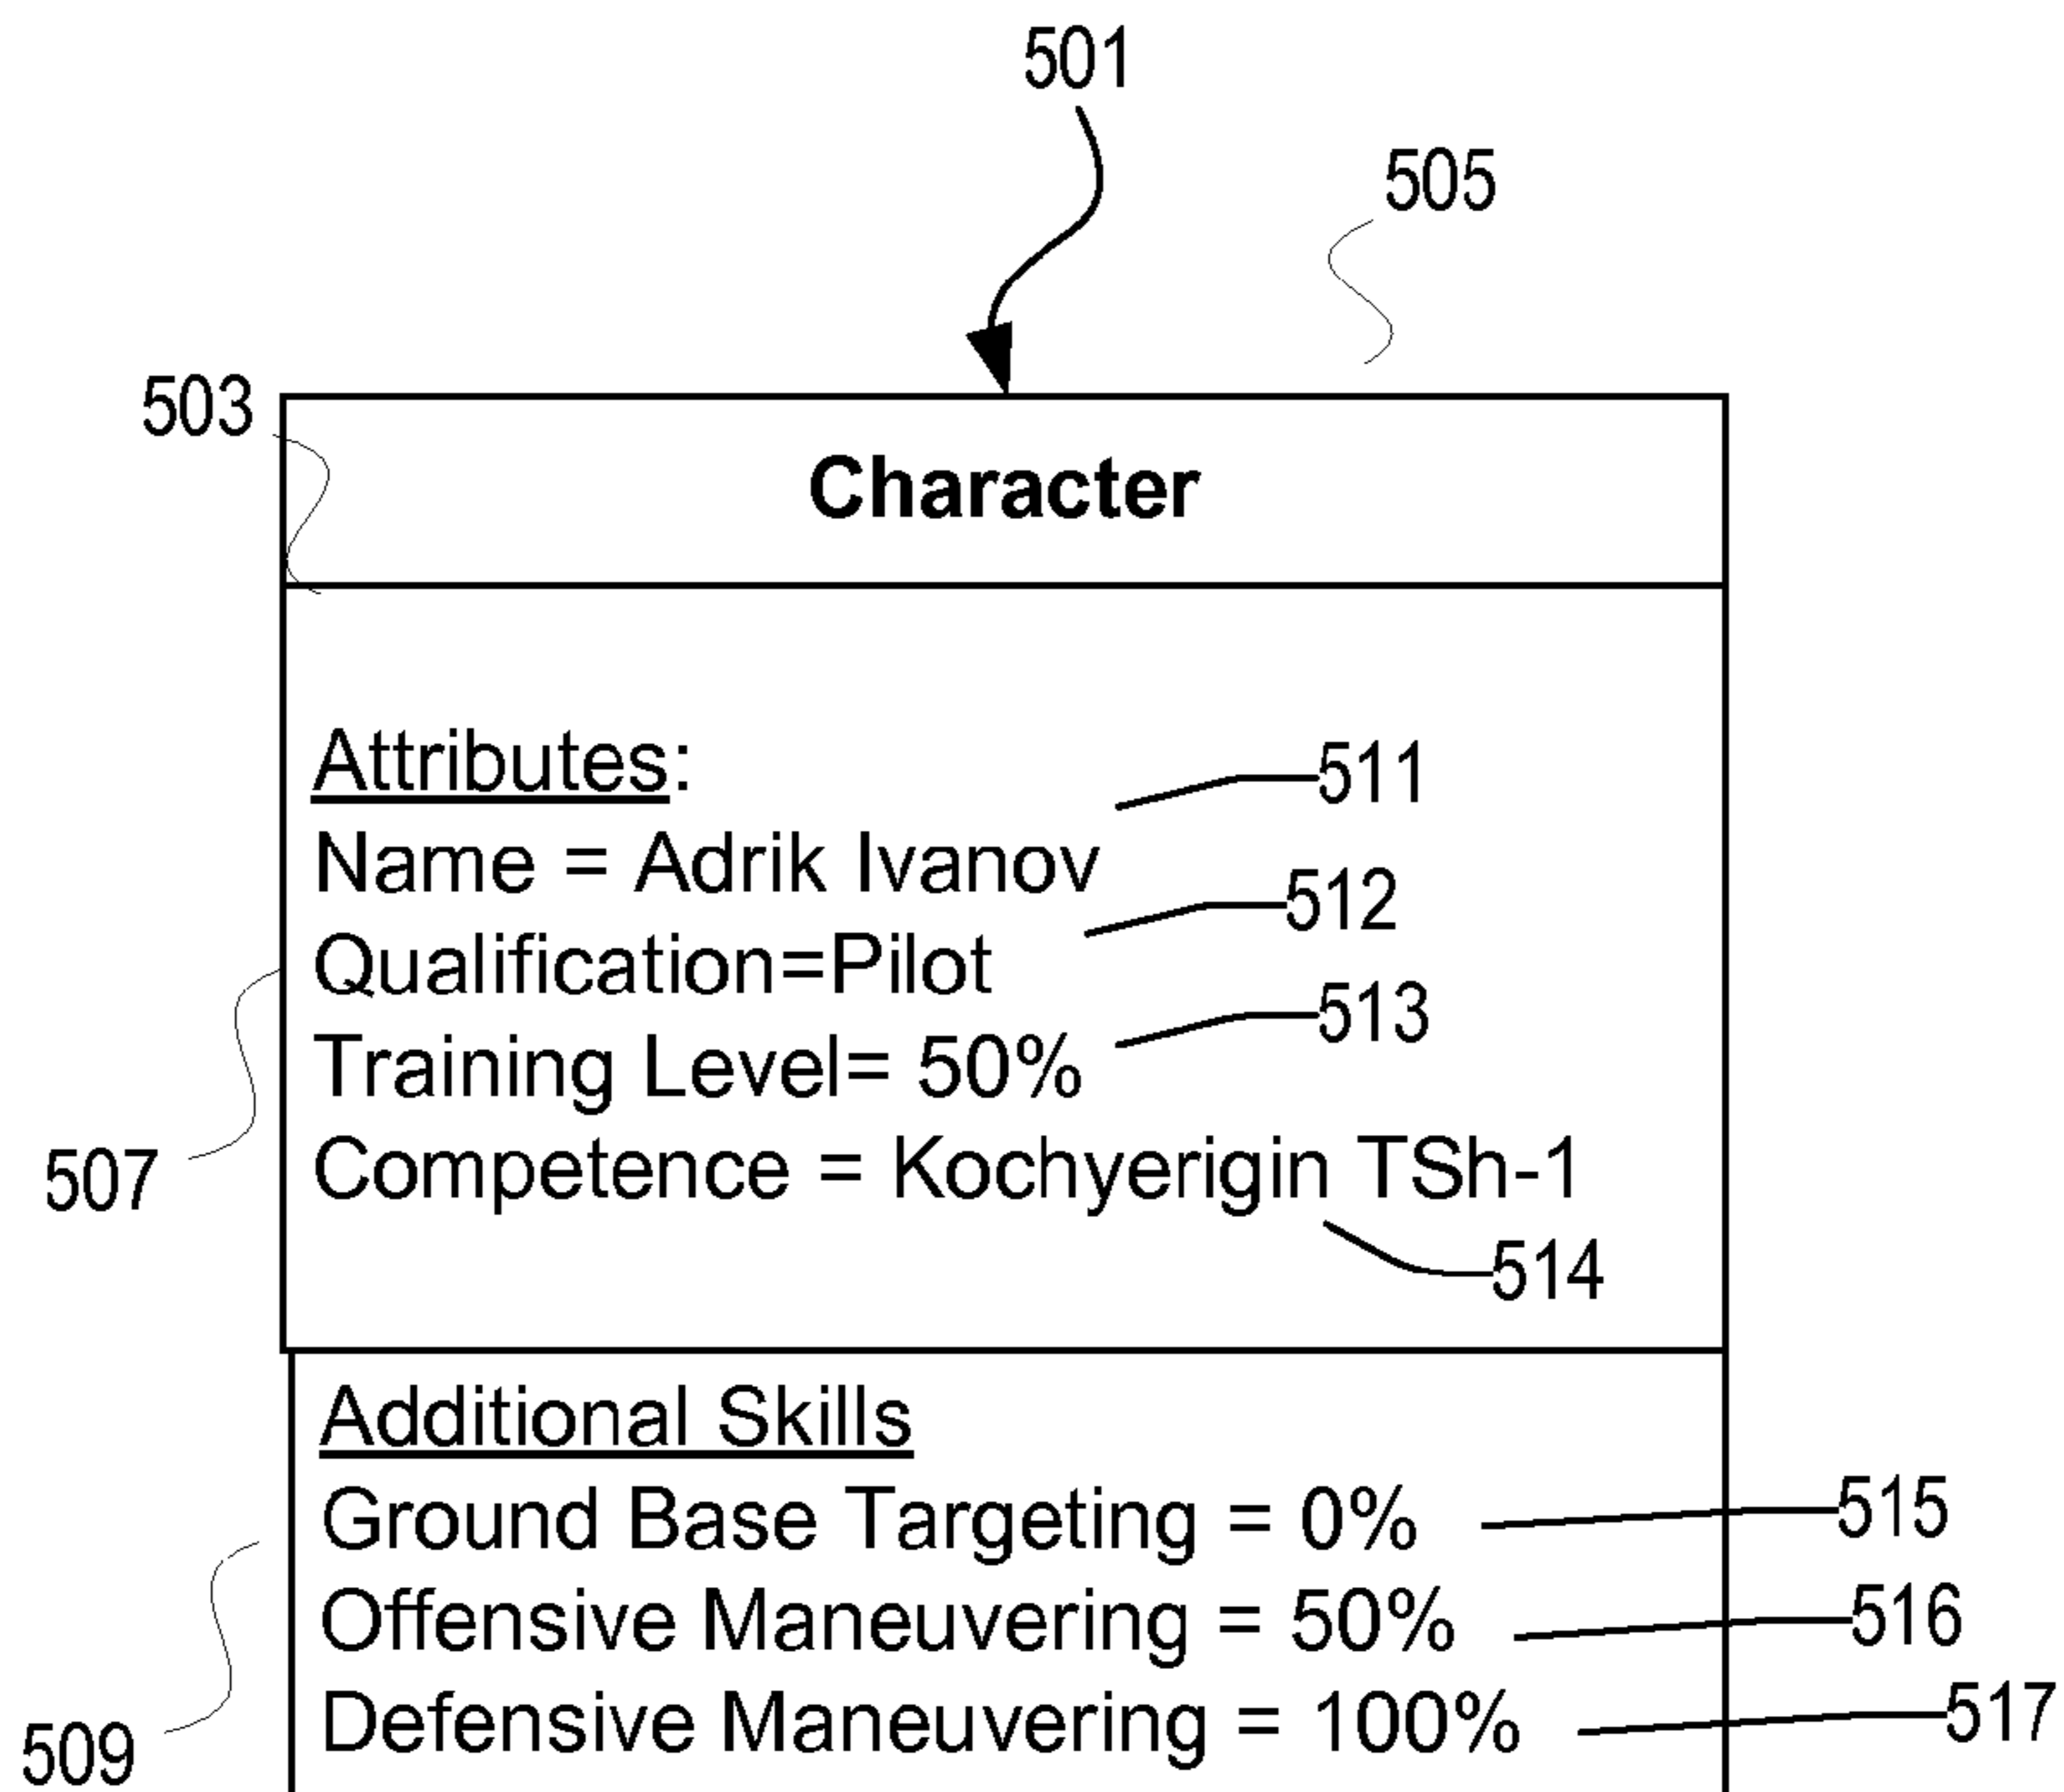 501
505
503
Character
Attributes:
511
Name = Adrik Ivanov
512
Qualification=Pilot
513
Training Level= 50%
507
Competence = Kochyerigin TSh-1
514
Additional Skills
Ground Base Targeting = 0%
515
Offensive Maneuvering = 50%
516
Defensive Maneuvering = 100%
517
509